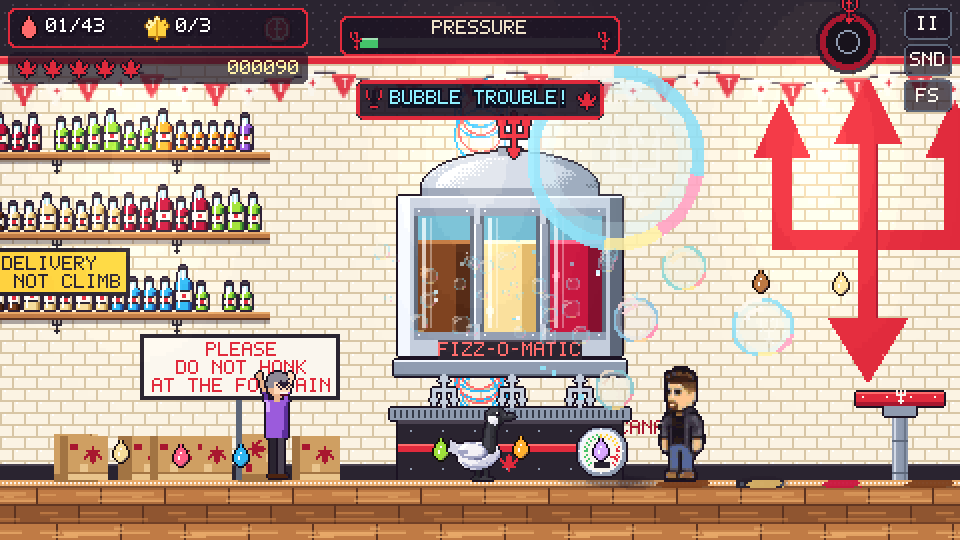 01/43 0/3
PRESSURE
II
000090
SND
FS
BUBBLE TROUBLE!
DELIVERY
NOT CLIMB
PLEASE
DO NOT HONK
AT THE
FIZZ-O-MATIC